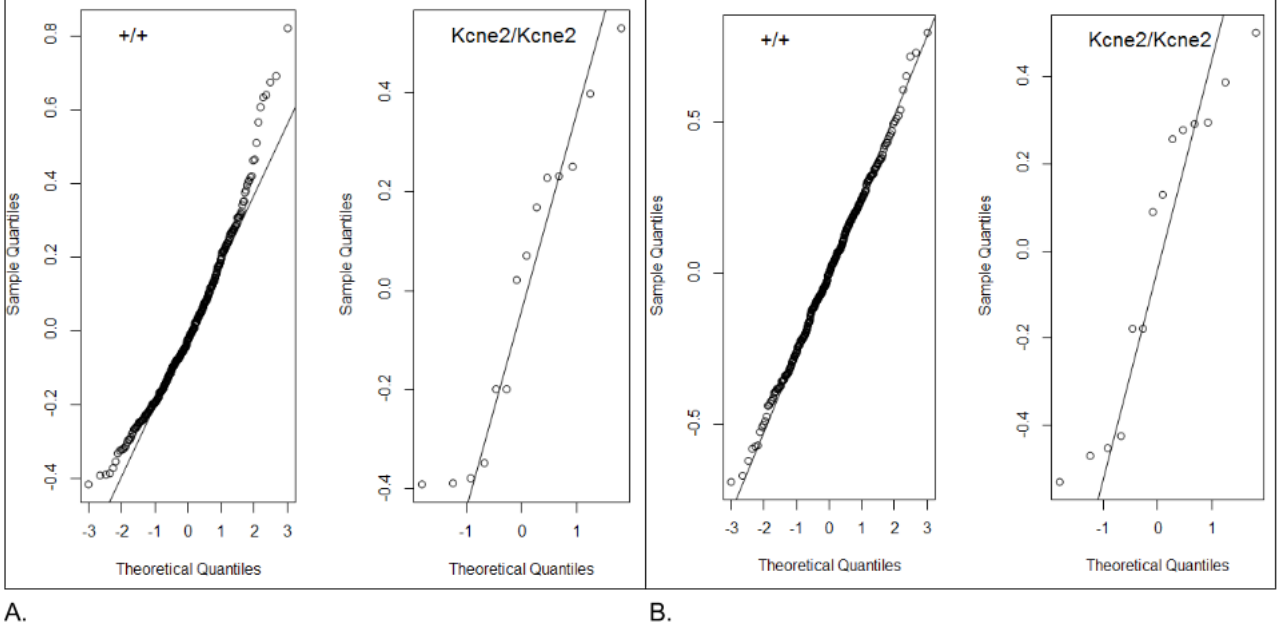 +/+
Sample Quantiles
0.8
0.6
0.4
0.2
0.0
-0.2
-0.4
-3 -2 -1 0 1 2 3
Theoretical Quantiles
Kcne2/Kcne2
Sample Quantiles
0.4
0.2
0.0
-0.2
-0.4
-1 0 1
Theoretical Quantiles
A.
+/+
Sample Quantiles
0.5
0.0
-0.5
-3 -2 -1 0 1 2 3
Theoretical Quantiles
Kcne2/Kcne2
Sample Quantiles
0.4
0.2
0.0
-0.2
-0.4
-1 0 1
Theoretical Quantiles
B.